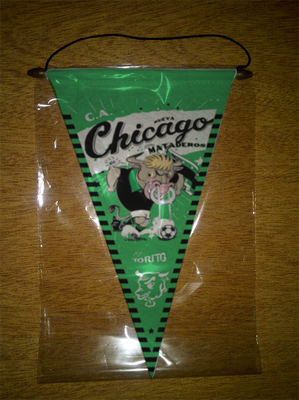 C.A.
NUEVA
Chicago
MATADEROS
TORITO